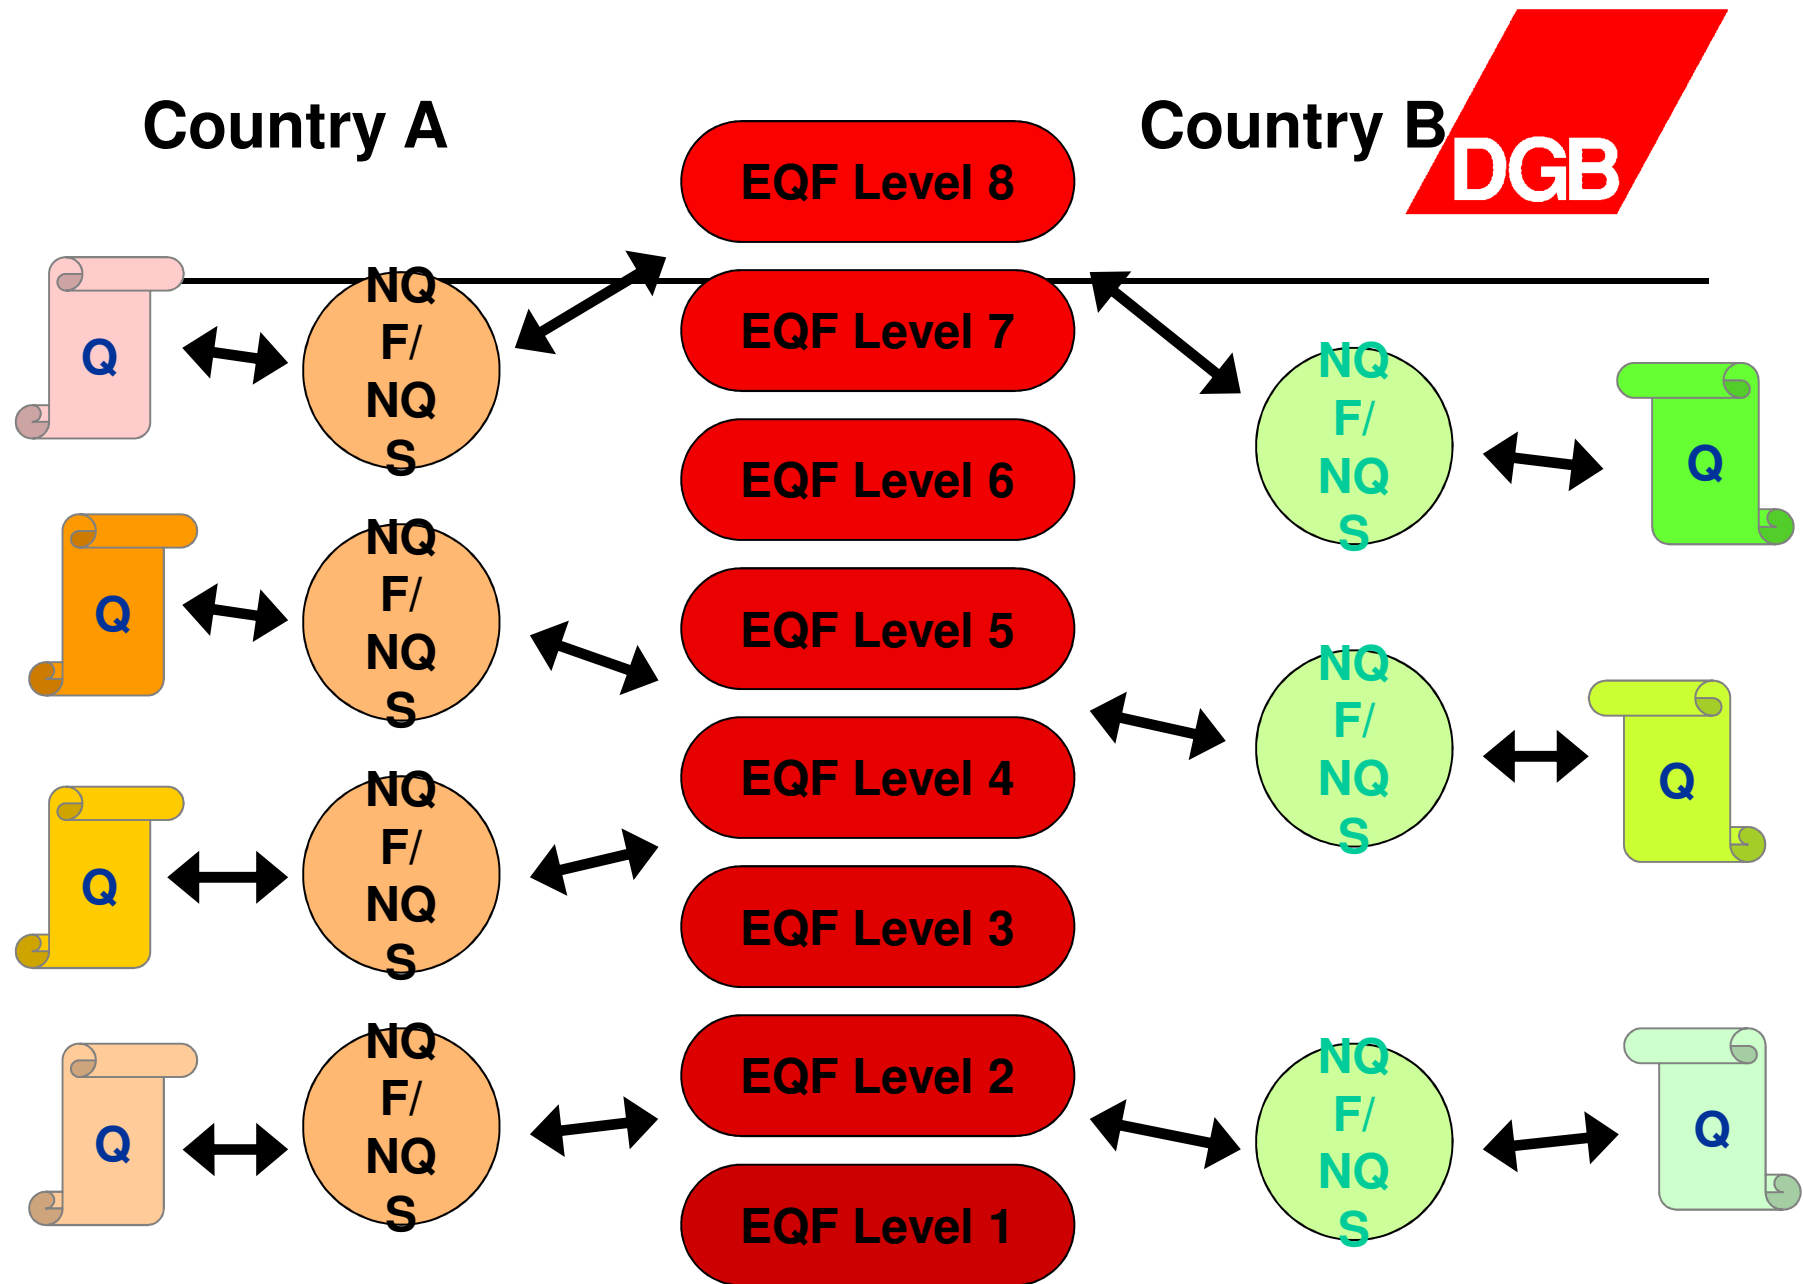 Country A
Country B
DGB
EQF Level 8
EQF Level 7
EQF Level 6
EQF Level 5
EQF Level 4
EQF Level 3
EQF Level 2
EQF Level 1
Q
NQ
F/
NQ
S
Q
NQ
F/
NQ
S
Q
NQ
F/
NQ
S
Q
NQ
F/
NQ
S
NQ
F/
NQ
S
Q
NQ
F/
NQ
S
Q
NQ
F/
NQ
S
Q